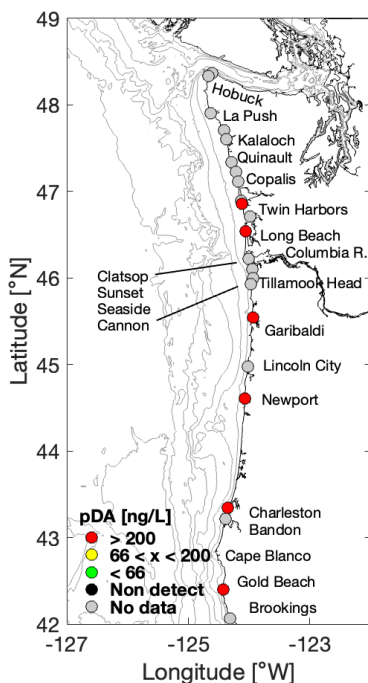 49
48
47
46
45
44
43
42
-127
-125
-123
Latitude [°N]
Longitude [°W]
Hobuck
La Push
Kalaloch
Quinault
Copalis
Twin Harbors
Long Beach
Columbia R.
Clatsop
Sunset
Seaside
Cannon
Tillamook Head
Garibaldi
Lincoln City
Newport
Charleston
Bandon
Cape Blanco
Gold Beach
Brookings
pDA [ng/L]
> 200
66 < x < 200
< 66
Non detect
No data